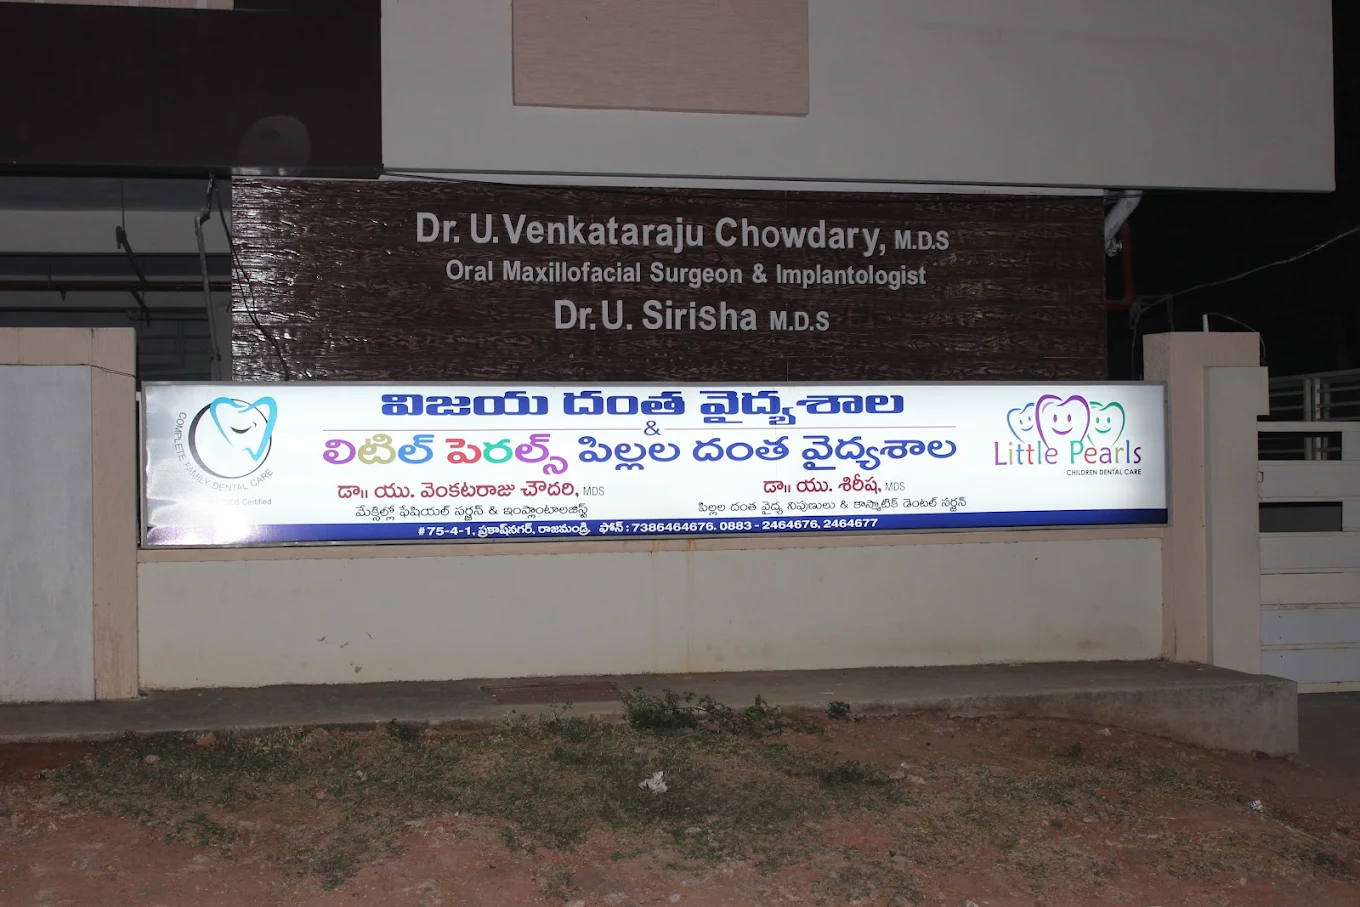 Dr. U. Venkataraju Chowdary, M.D.S
Oral Maxillofacial Surgeon & Implantologist
Dr. U. Sirisha M.D.S
విజయ దంత వైద్యశాల
&
లిటిల్ పెరల్స్ పిల్లల దంత వైద్యశాల
డా॥ యు. వెంకటరాజు చౌదరి, MDS
మేక్సిల్లో ఫేషియల్ సర్జన్ & ఇంప్లాంటాలజిస్ట్
డా॥ యు. శిరీష, MDS
పిల్లల దంత వైద్య నిపుణులు & కాస్మాటిక్ డెంటల్ సర్జన్
#75-4-1, ప్రకాష్‌నగర్, రాజమండ్రి. ఫోన్ : 7386464676. 0883 - 2464676, 2464677
COMPLETE FAMILY DENTAL CARE
Certified
Little Pearls
CHILDREN DENTAL CARE